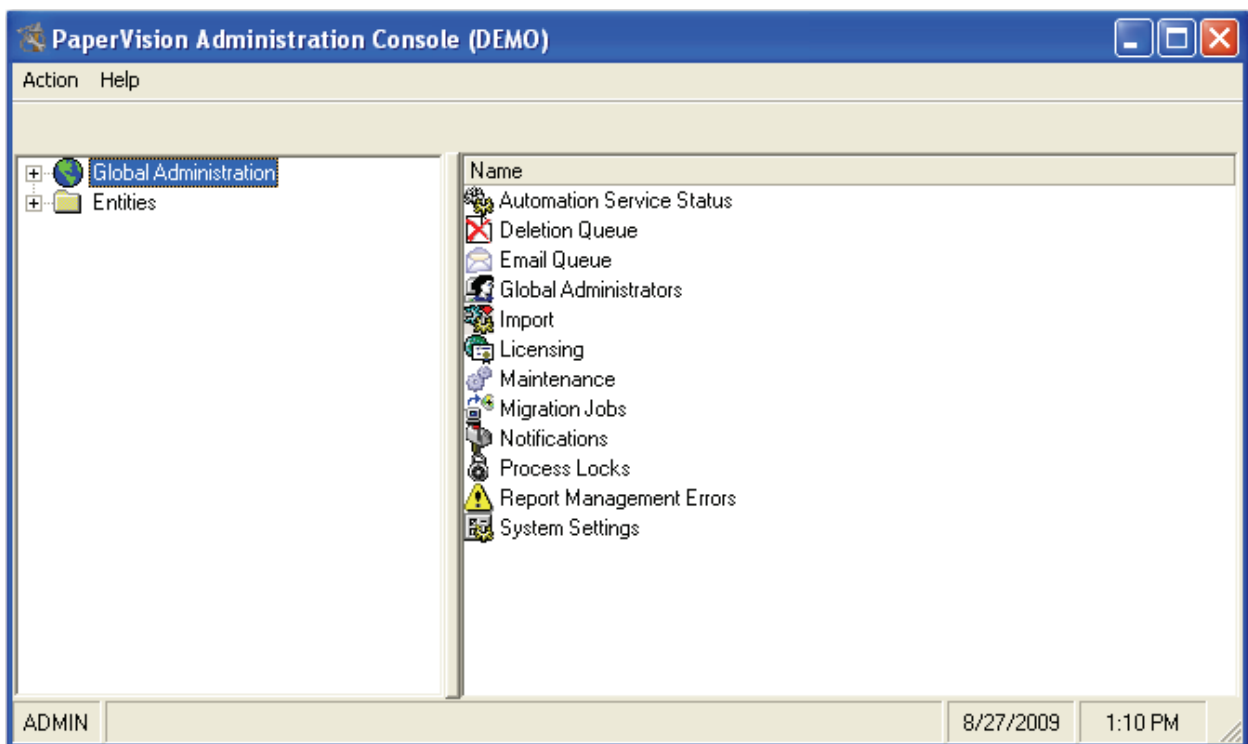 PaperVision Administration Console (DEMO)
Action Help
Global Administration
Entities
Name
Automation Service Status
Deletion Queue
Email Queue
Global Administrators
Import
Licensing
Maintenance
Migration Jobs
Notifications
Process Locks
Report Management Errors
System Settings
ADMIN 8/27/2009 1:10 PM